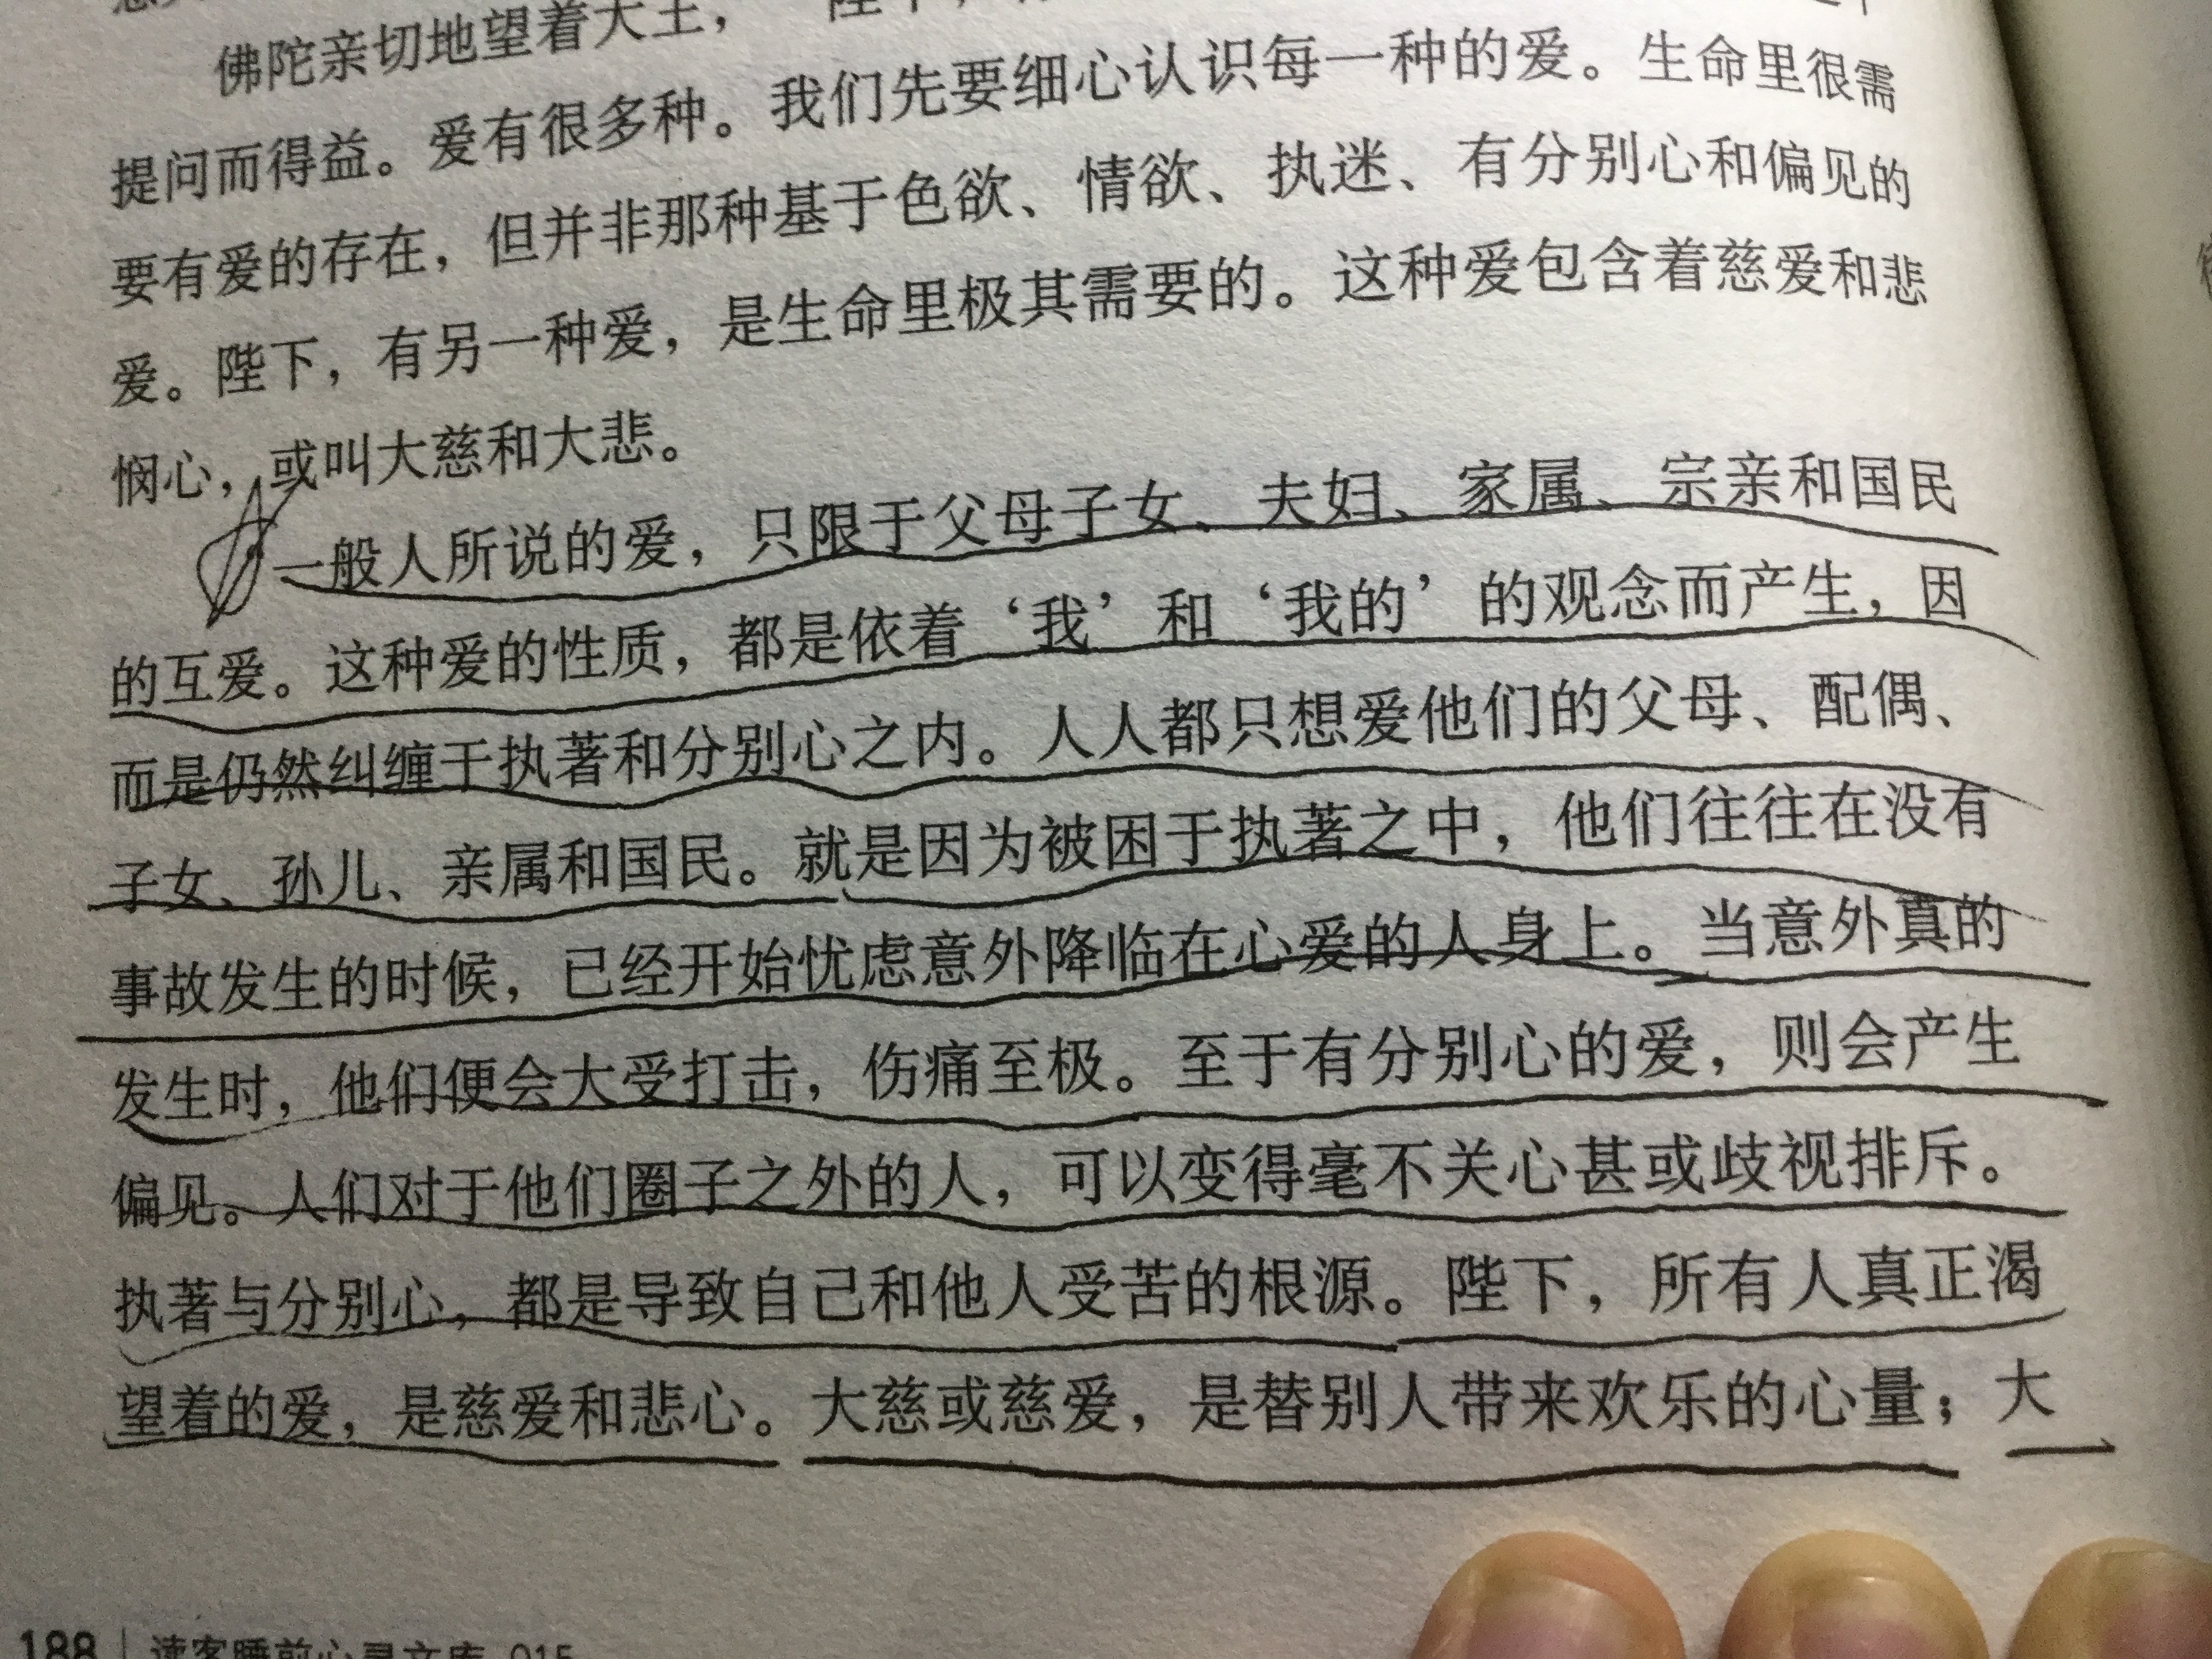 佛陀亲切地望着大王，
提问而得益。爱有很多种。我们先要细心认识每一种的爱。生命里很需
要有爱的存在，但并非那种基于色欲、情欲、执迷、有分别心和偏见的
爱。陛下，有另一种爱，是生命里极其需要的。这种爱包含着慈爱和悲
悯心，或叫大慈和大悲。
一般人所说的爱，只限于父母子女、夫妇、家属、宗亲和国民
的互爱。这种爱的性质，都是依着‘我’和‘我的’的观念而产生，因
而是仍然纠缠于执著和分别心之内。人人都只想爱他们的父母、配偶、
子女、孙儿、亲属和国民。就是因为被困于执著之中，他们往往在没有
事故发生的时候，已经开始忧虑意外降临在心爱的人身上。当意外真的
发生时，他们便会大受打击，伤痛至极。至于有分别心的爱，则会产生
偏见。人们对于他们圈子之外的人，可以变得毫不关心甚或歧视排斥。
执著与分别心，都是导致自己和他人受苦的根源。陛下，所有人真正渴
望着的爱，是慈爱和悲心。大慈或慈爱，是替别人带来欢乐的心量；大
188 | 读客睡前心灵文库 015